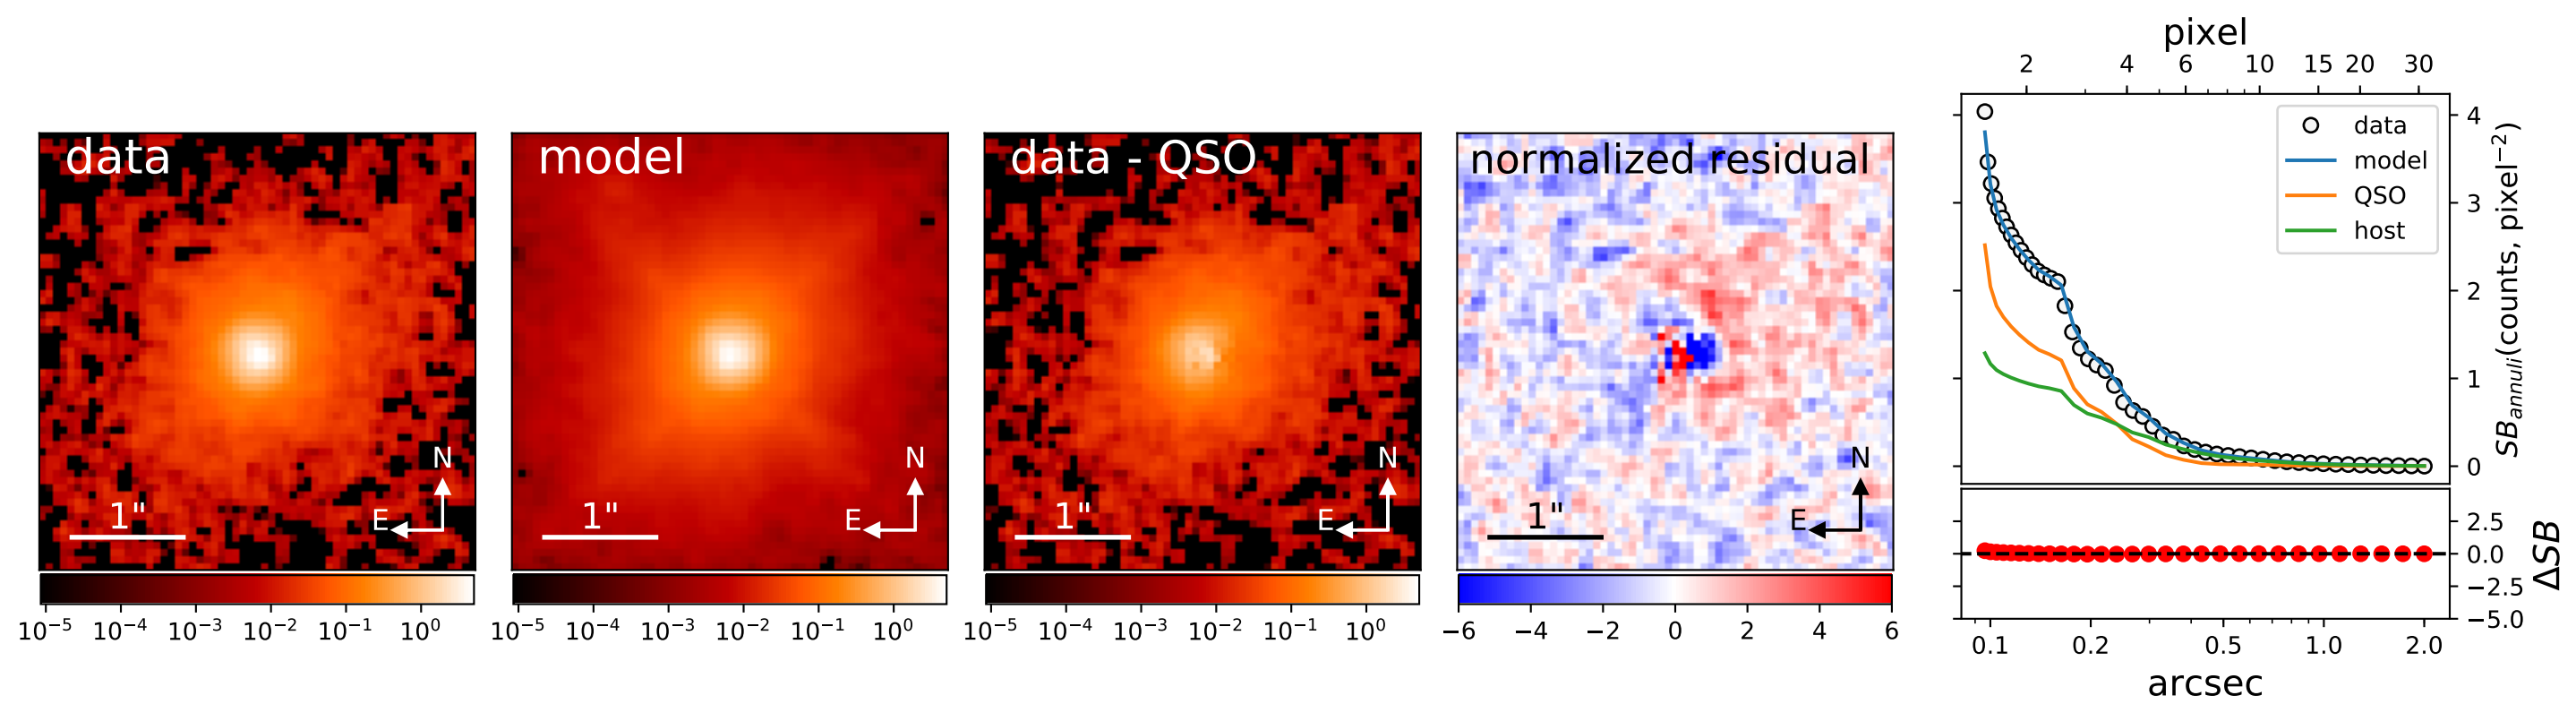 data
N
E
1"
10⁻⁵ 10⁻⁴ 10⁻³ 10⁻² 10⁻¹ 10⁰
model
N
E
1"
10⁻⁵ 10⁻⁴ 10⁻³ 10⁻² 10⁻¹ 10⁰
data - QSO
N
E
1"
10⁻⁵ 10⁻⁴ 10⁻³ 10⁻² 10⁻¹ 10⁰
normalized residual
N
E
1"
−6 −4 −2 0 2 4 6
pixel
2 4 6 10 15 20 30
data
model
QSO
host
4
3
2
1
0
SB_annuli(counts, pixel⁻²)
2.5
0.0
−2.5
−5.0
ΔSB
0.1 0.2 0.5 1.0 2.0
arcsec